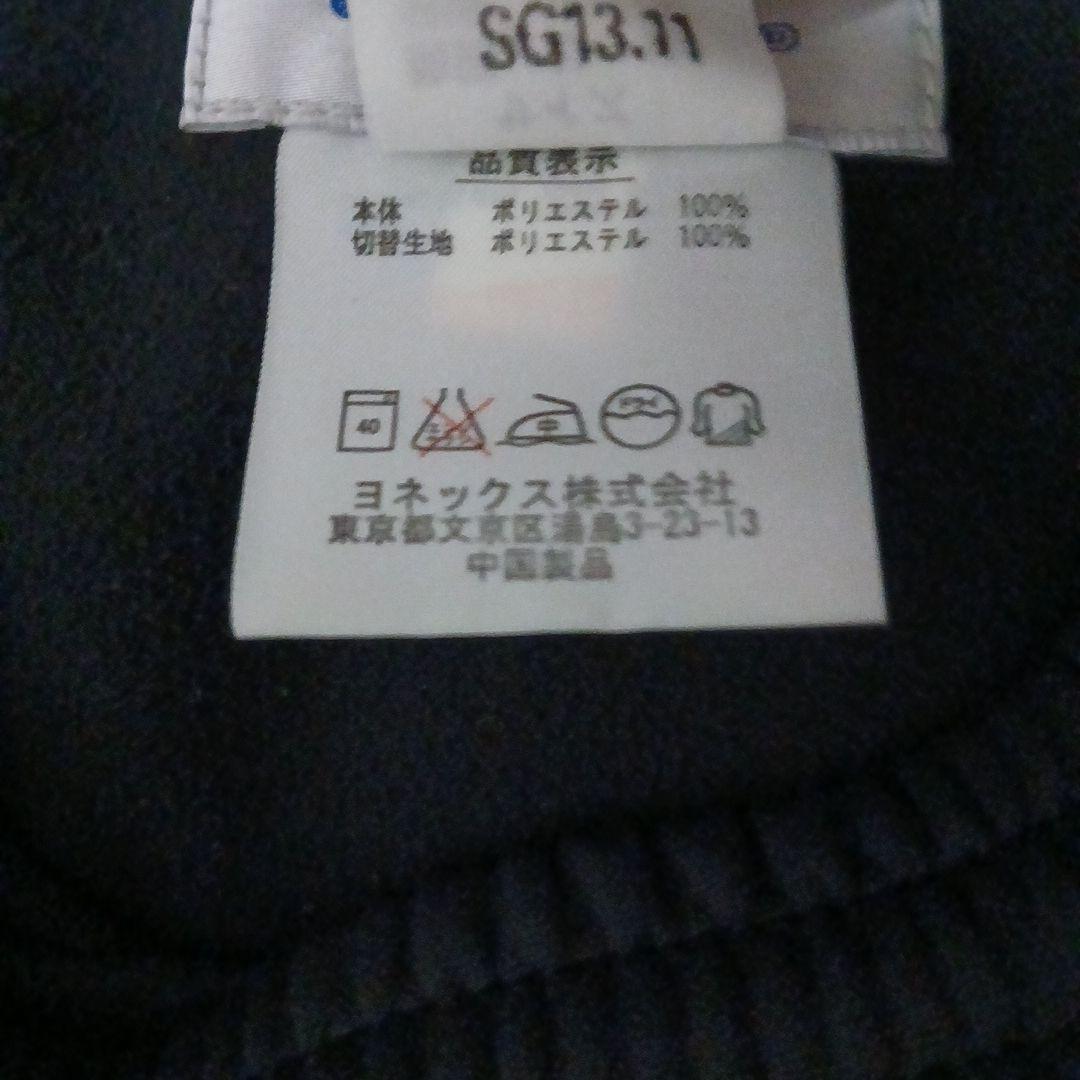 SG13.11
品質表示
本体 ポリエステル 100%
切替生地 ポリエステル 100%
40 中
ヨネックス株式会社
東京都文京区湯島3-23-13
中国製品